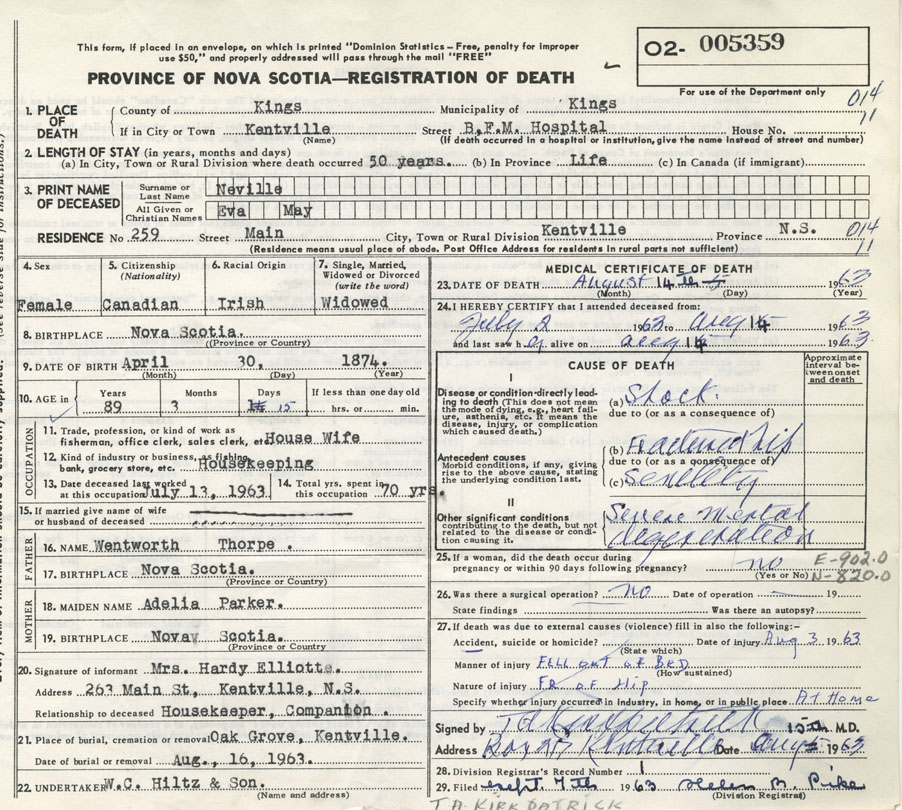 This form, if placed in an envelope, on which is printed "Dominion Statistics - Free, penalty for improper
use $50," and properly addressed will pass through the mail "FREE"
PROVINCE OF NOVA SCOTIA—REGISTRATION OF DEATH
O2- 005359
For use of the Department only
014
11
1. PLACE OF DEATH
County of Kings Municipality of Kings
If in City or Town Kentville Street B.F.M. Hospital House No.
(Name) (If death occurred in a hospital or institution, give the name instead of street and number)
2. LENGTH OF STAY (in years, months and days)
(a) In City, Town or Rural Division where death occurred 50 years. (b) In Province Life (c) In Canada (if immigrant)
3. PRINT NAME OF DECEASED
Surname or Last Name Neville
All Given or Christian Names Eva May
RESIDENCE No 259 Street Main City, Town or Rural Division Kentville Province N.S. 014
11
(Residence means usual place of abode. Post Office Address for residents in rural parts not sufficient)
4. Sex
Female
5. Citizenship
(Nationality)
Canadian
6. Racial Origin
Irish
7. Single, Married,
Widowed or Divorced
(write the word)
Widowed
8. BIRTHPLACE Nova Scotia.
(Province or Country)
9. DATE OF BIRTH April 30, 1874.
(Month) (Day) (Year)
10. AGE in Years Months Days If less than one day old
89 3 15 hrs. or min.
OCCUPATION
11. Trade, profession, or kind of work as
fisherman, office clerk, sales clerk, etc. House Wife
12. Kind of industry or business, as fishing,
bank, grocery store, etc. Housekeeping
13. Date deceased last worked
at this occupation July 13, 1963
14. Total yrs. spent in
this occupation 70 yrs.
15. If married give name of wife
or husband of deceased
FATHER
16. NAME Wentworth Thorpe .
17. BIRTHPLACE Nova Scotia.
(Province or Country)
MOTHER
18. MAIDEN NAME Adelia Parker.
19. BIRTHPLACE Nova Scotia.
(Province or Country
20. Signature of informant Mrs. Hardy Elliott.
Address 263 Main St, Kentville, N.S.
Relationship to deceased Housekeeper, Companion .
21. Place of burial, cremation or removal Oak Grove, Kentville.
Date of burial or removal Aug., 16, 1963.
22. UNDERTAKER W.C. Hiltz & Son.
(Name and address)
MEDICAL CERTIFICATE OF DEATH
23. DATE OF DEATH August 14th 1963
(Month) (Day) (Year)
24. I HEREBY CERTIFY that I attended deceased from:
July 2 1963 to Aug 14 1963
and last saw h er alive on Aug 14 1963
CAUSE OF DEATH
Approximate
interval be-
tween onset
and death
I
Disease or condition directly lead-
ing to death (This does not mean
the mode of dying, e.g., heart fail-
ure, asthenia, etc. It means the
disease, injury, or complication
which caused death.)
(a) Shock.
due to (or as a consequence of)
Antecedent causes
Morbid conditions, if any, giving
rise to the above cause, stating
the underlying condition last.
(b) Fractured hip
due to (or as a consequence of)
(c) Senility
II
Other significant conditions
contributing to the death, but not
related to the disease or condi-
tion causing it.
Severe mental
degeneration
25. If a woman, did the death occur during
pregnancy or within 90 days following pregnancy? no
(Yes or No)
E-902.0
N-820.0
26. Was there a surgical operation? no Date of operation 19
State findings Was there an autopsy?
27. If death was due to external causes (violence) fill in also the following:-
Accident, suicide or homicide? Date of injury Aug 3 1963
(State which)
Manner of injury FELL OUT OF BED
(How sustained)
Nature of injury FR OF HIP
Specify whether injury occurred in industry, in home, or in public place At Home
Signed by T A Kirkpatrick 15th M.D.
Address Box 257 Kentville Date Aug 1963
28. Division Registrar's Record Number 1
29. Filed Sept. 7th 1963 Helen B. Pike
(Division Registrar)
T.A. KIRKPATRICK